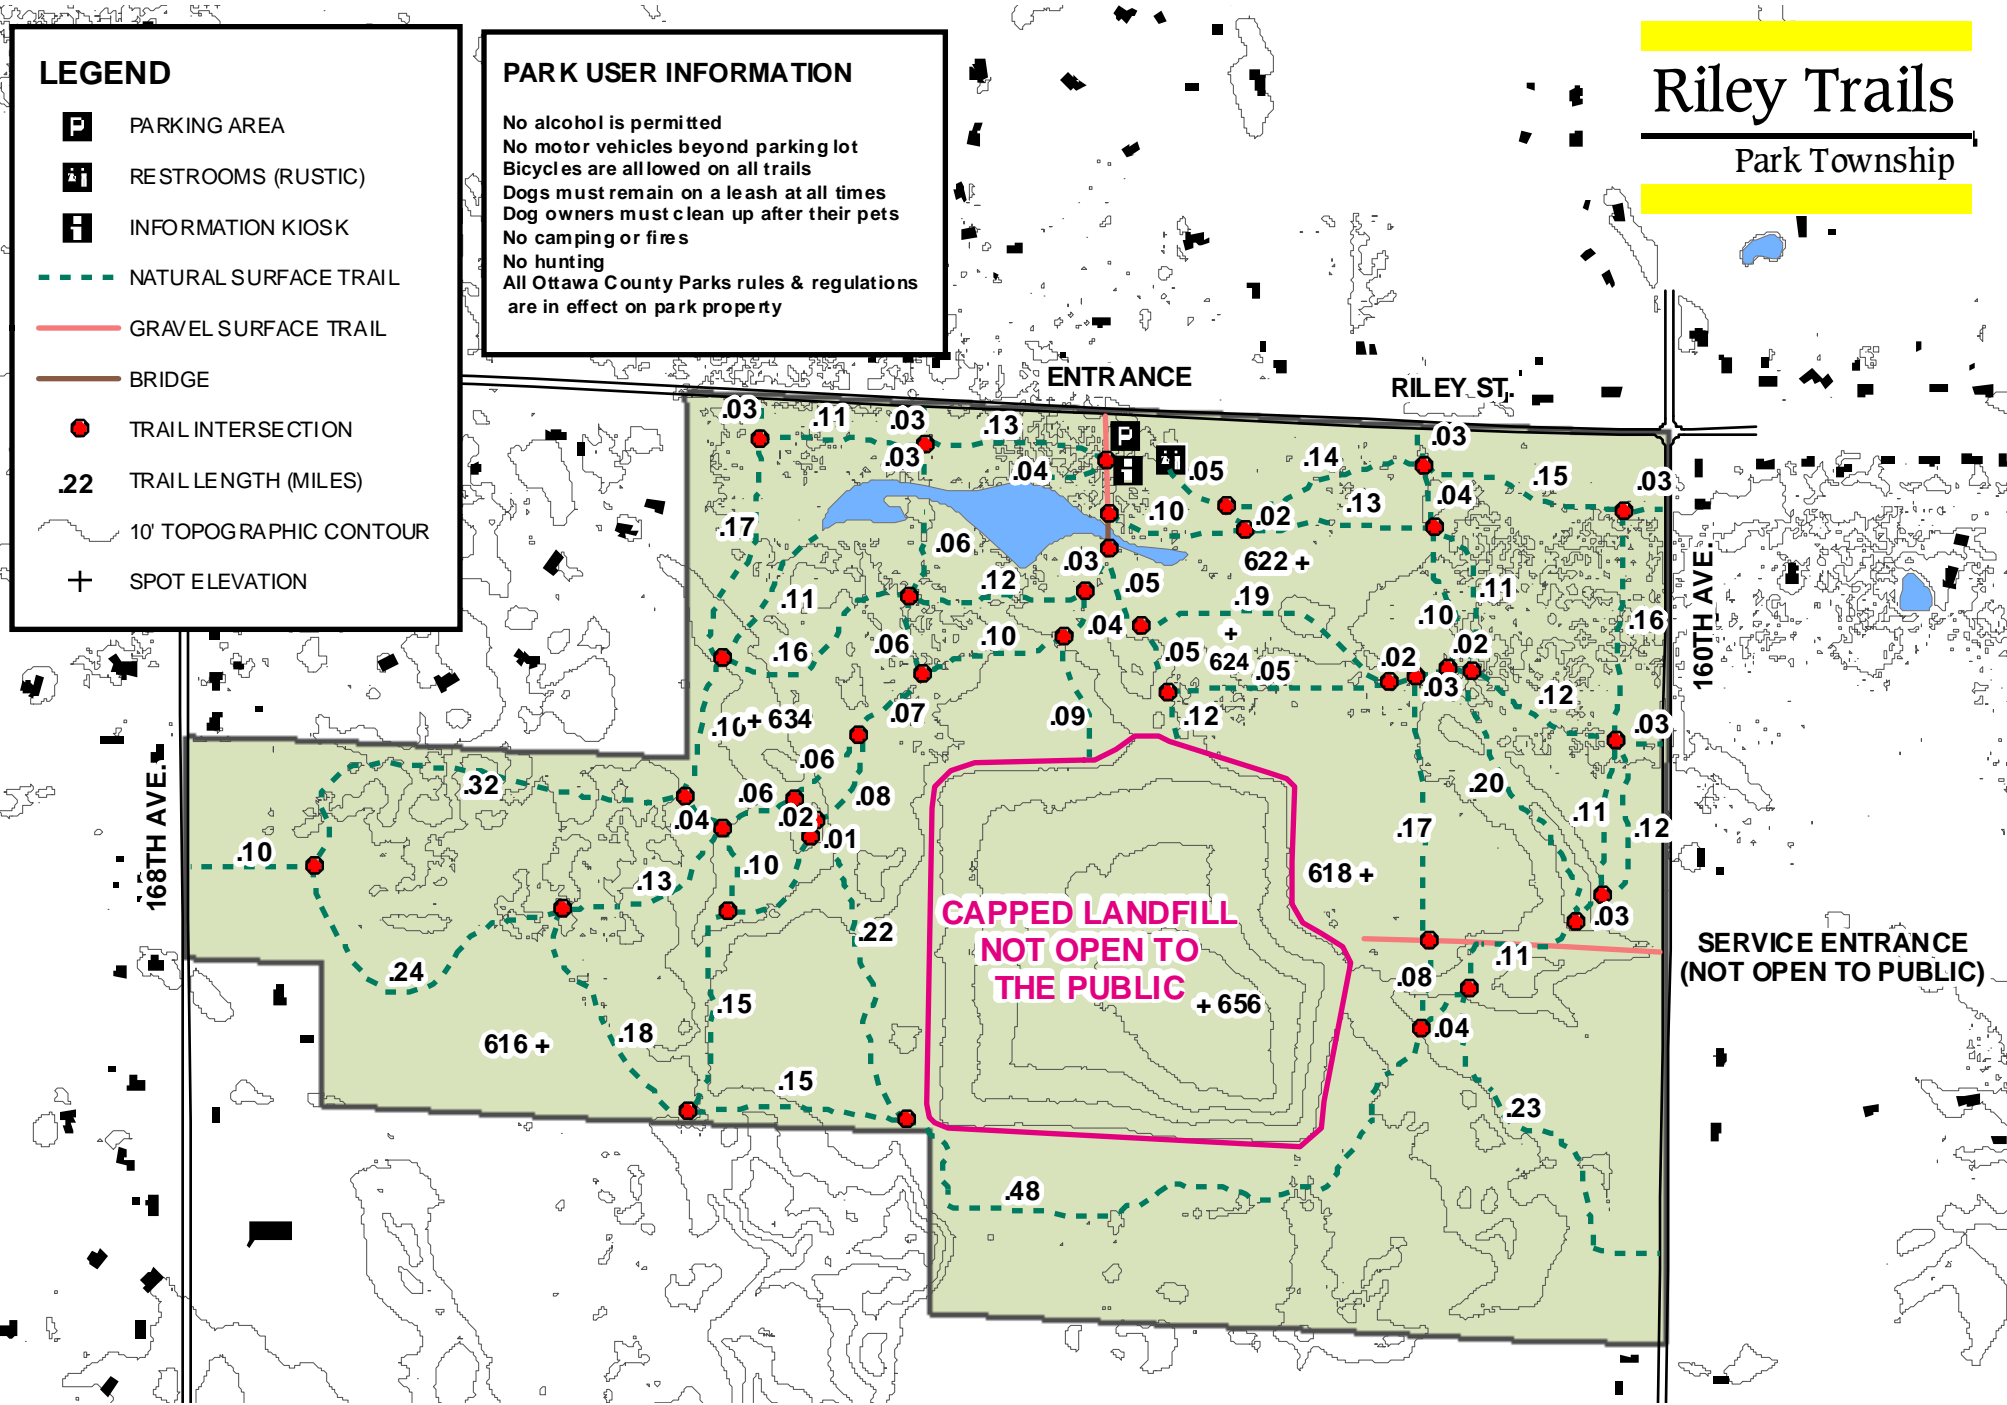 LEGEND
P PARKING AREA
RESTROOMS (RUSTIC)
i INFORMATION KIOSK
NATURAL SURFACE TRAIL
GRAVEL SURFACE TRAIL
BRIDGE
TRAIL INTERSECTION
.22 TRAIL LENGTH (MILES)
10' TOPOGRAPHIC CONTOUR
+ SPOT ELEVATION
PARK USER INFORMATION
No alcohol is permitted
No motor vehicles beyond parking lot
Bicycles are allowed on all trails
Dogs must remain on a leash at all times
Dog owners must clean up after their pets
No camping or fires
No hunting
All Ottawa County Parks rules & regulations
are in effect on park property
Riley Trails
Park Township
ENTRANCE
RILEY ST.
.03
.11
.03
.13
P
.03
.03
.04
i
.05
.14
.15
.03
.13
.04
.10
.02
.17
.06
.03
622 +
.12
.05
.11
.11
.19
.10
.16
160TH AVE.
.10
.04
+
624
.16
.06
.05
.05
.02
.02
.03
.12
.10
+ 634
.07
.09
.12
.03
.06
.32
.06
.08
.20
.04
.02
.01
.17
.11
.12
168TH AVE.
.10
.10
.13
618 +
.22
CAPPED LANDFILL
NOT OPEN TO
THE PUBLIC
+ 656
.03
SERVICE ENTRANCE
(NOT OPEN TO PUBLIC)
.11
.24
.08
.15
.18
616 +
.04
.15
.23
.48